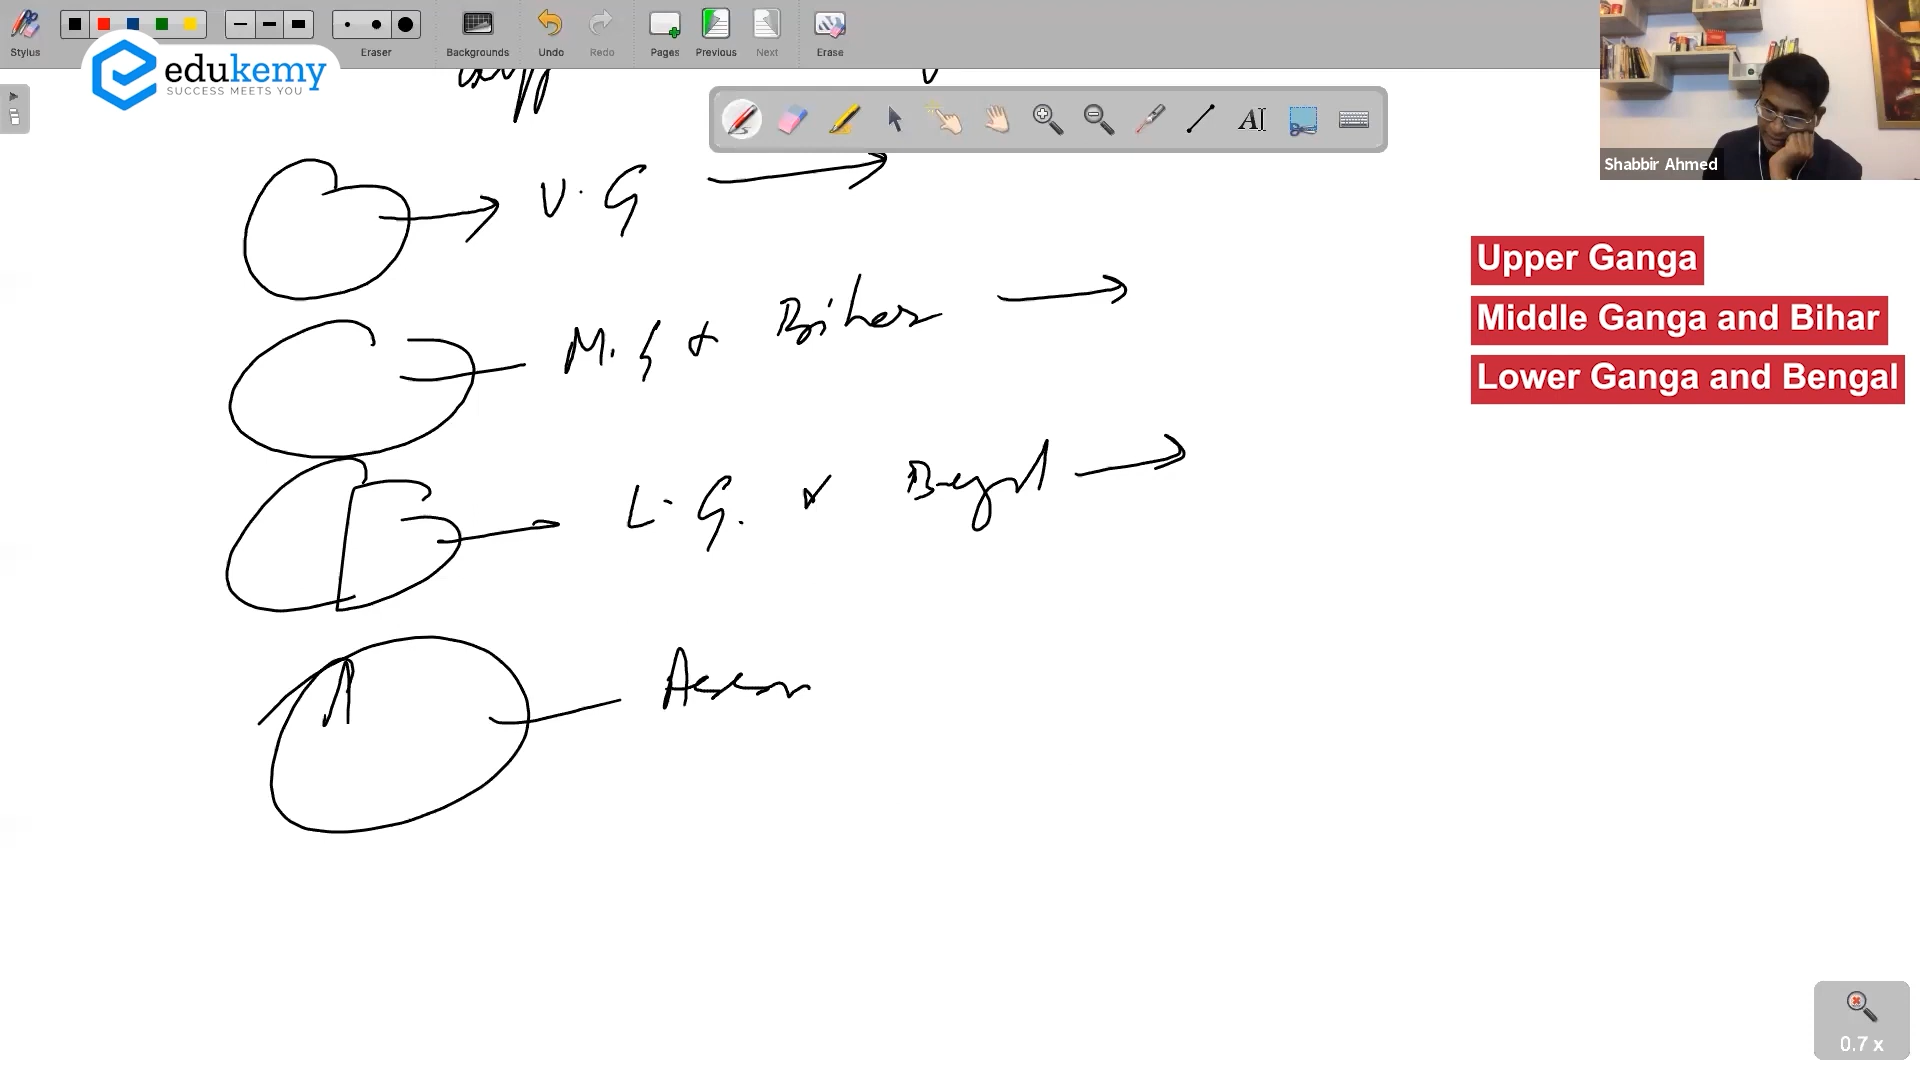 Stylus
Eraser
Backgrounds
Undo
Redo
Pages
Previous
Next
Erase
edukemy
SUCCESS MEETS YOU
AI
Shabbir Ahmed
U. G
Upper Ganga
M. G & Bihar
Middle Ganga and Bihar
Lower Ganga and Bengal
L. G. & Bengal
Assam
0.7 x